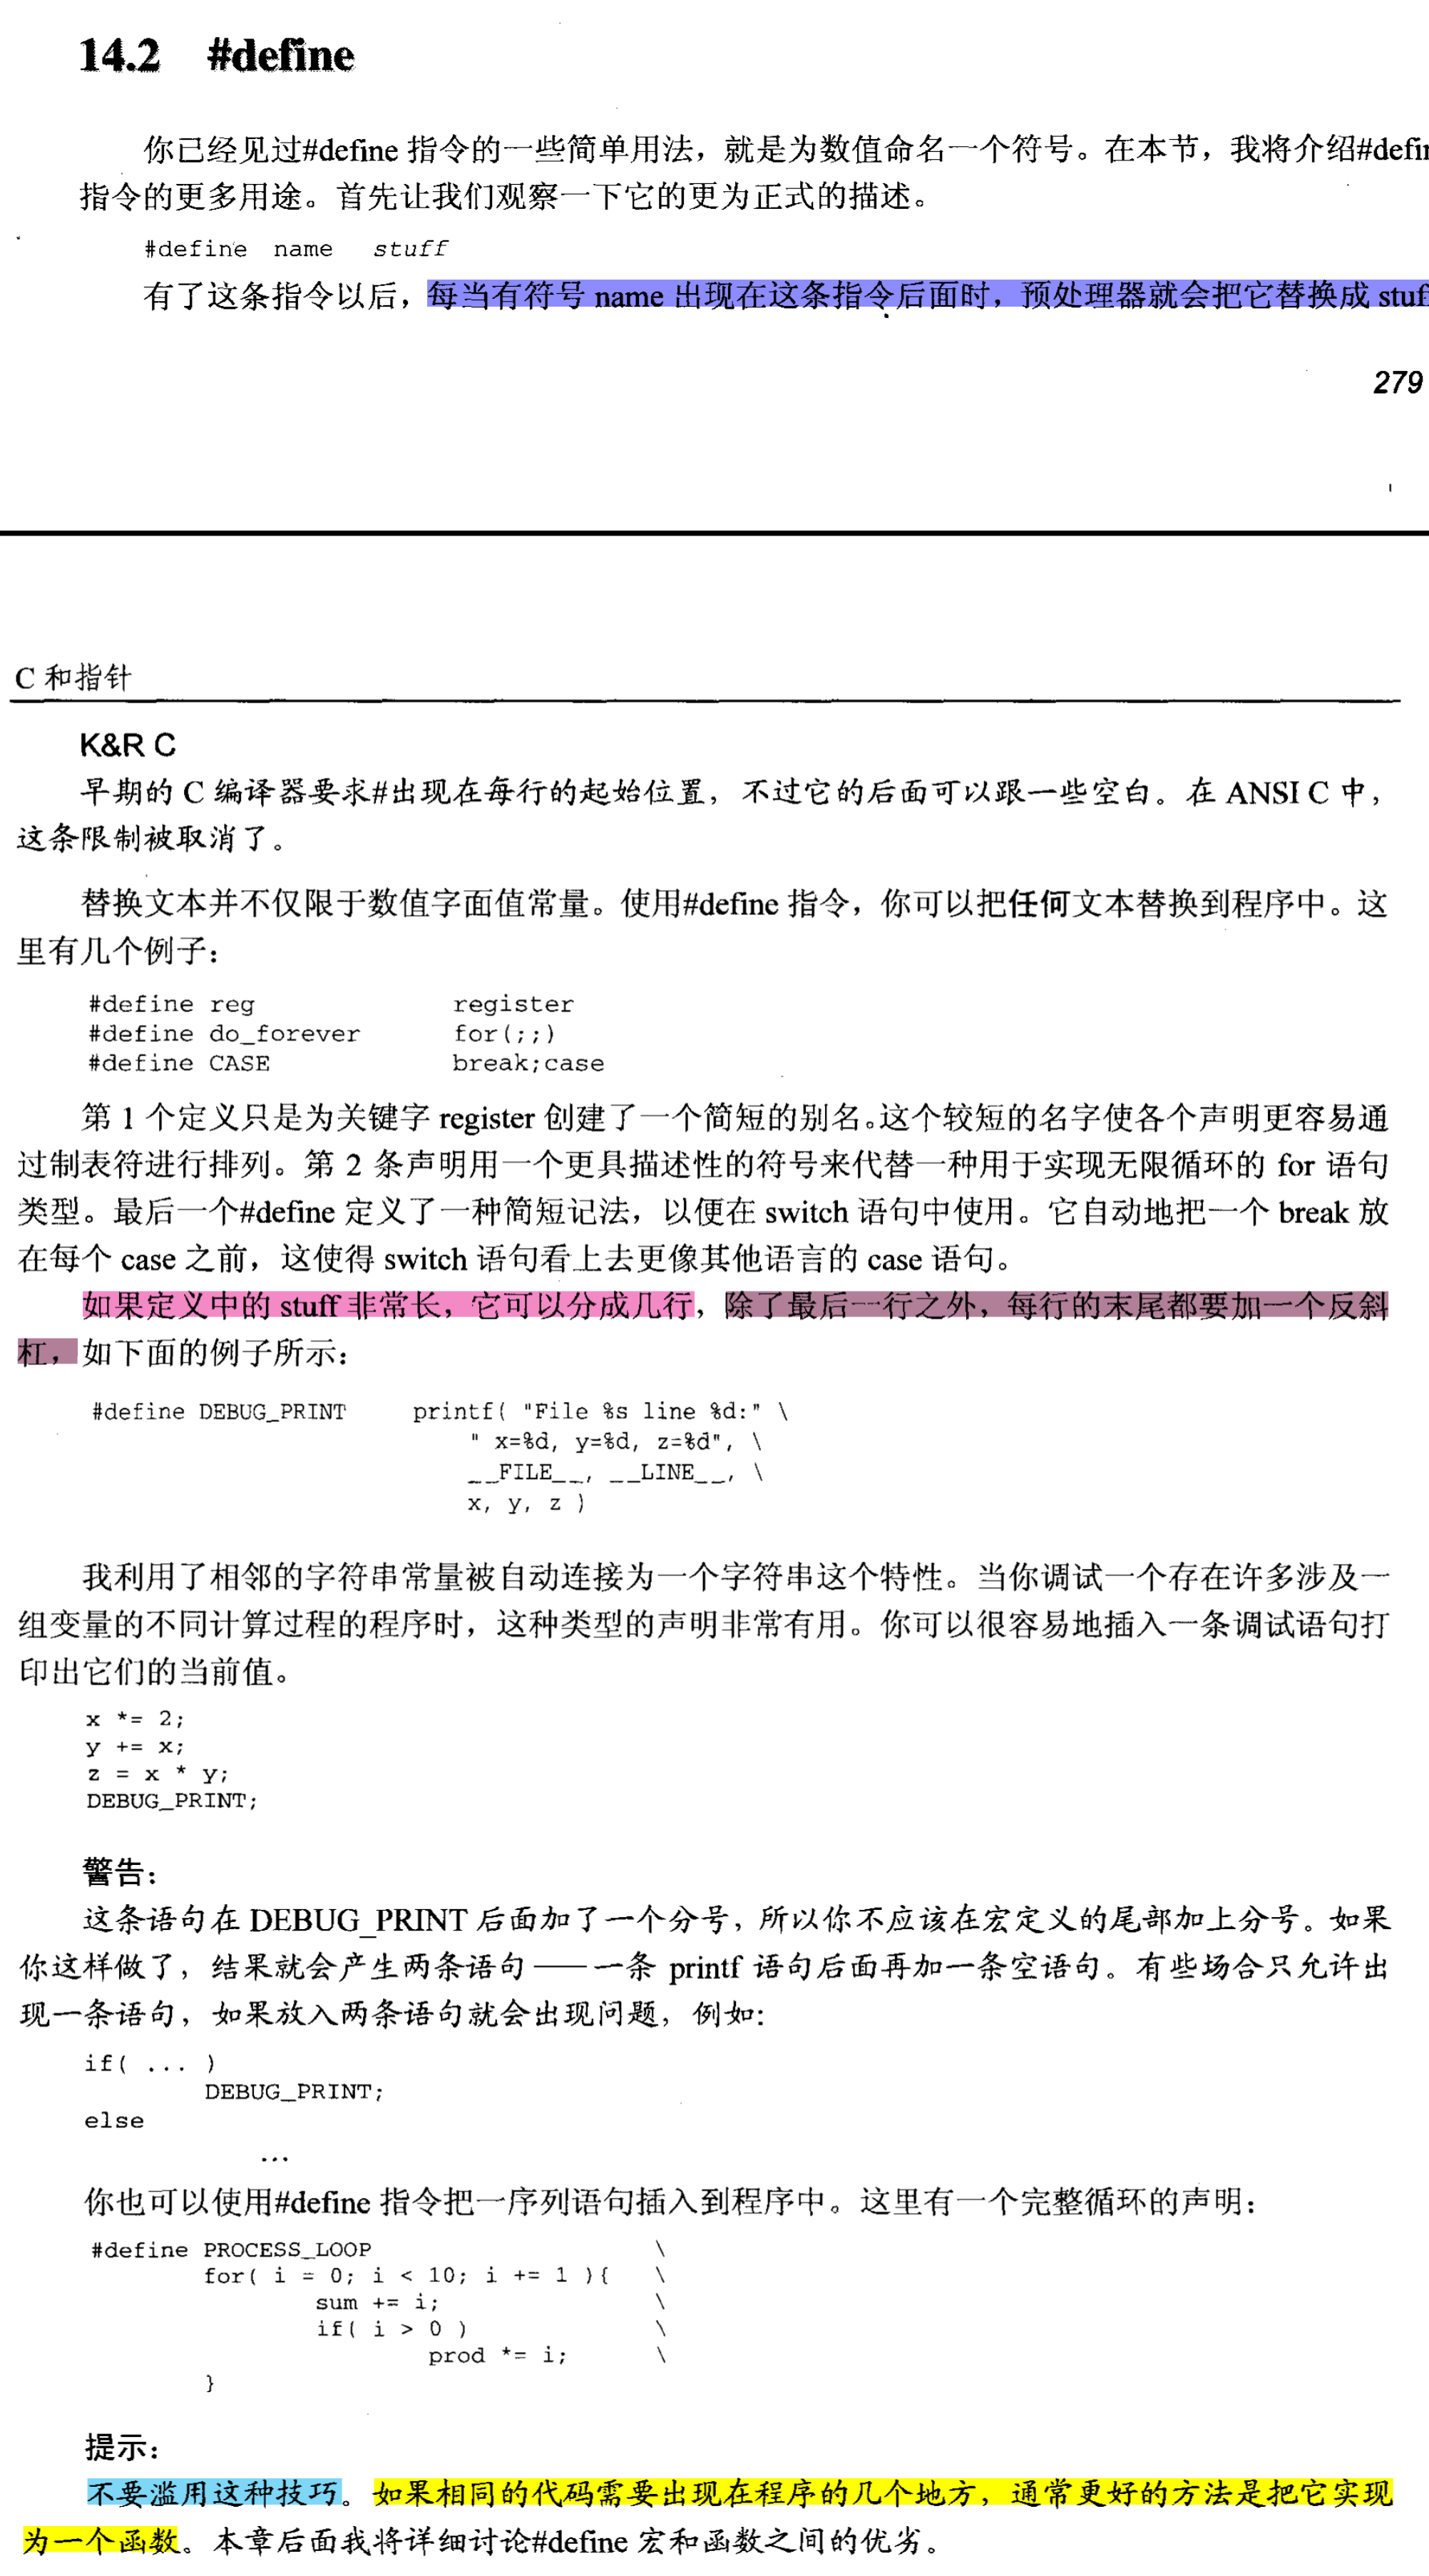 14.2 #define
你已经见过#define 指令的一些简单用法，就是为数值命名一个符号。在本节，我将介绍#defin
指令的更多用途。首先让我们观察一下它的更为正式的描述。
#define name stuff
有了这条指令以后，每当有符号 name 出现在这条指令后面时，预处理器就会把它替换成 stuf
279
C 和指针
K&R C
早期的 C 编译器要求#出现在每行的起始位置，不过它的后面可以跟一些空白。在 ANSI C 中，
这条限制被取消了。
替换文本并不仅限于数值字面值常量。使用#define 指令，你可以把任何文本替换到程序中。这
里有几个例子：
#define reg register
#define do_forever for(;;)
#define CASE break;case
第 1 个定义只是为关键字 register 创建了一个简短的别名。这个较短的名字使各个声明更容易通
过制表符进行排列。第 2 条声明用一个更具描述性的符号来代替一种用于实现无限循环的 for 语句
类型。最后一个#define 定义了一种简短记法，以便在 switch 语句中使用。它自动地把一个 break 放
在每个 case 之前，这使得 switch 语句看上去更像其他语言的 case 语句。
如果定义中的 stuff 非常长，它可以分成几行，除了最后一行之外，每行的末尾都要加一个反斜
杠，如下面的例子所示：
#define DEBUG_PRINT printf( "File %s line %d:" \
" x=%d, y=%d, z=%d", \
__FILE__, __LINE__, \
x, y, z )
我利用了相邻的字符串常量被自动连接为一个字符串这个特性。当你调试一个存在许多涉及一
组变量的不同计算过程的程序时，这种类型的声明非常有用。你可以很容易地插入一条调试语句打
印出它们的当前值。
x *= 2;
y += x;
z = x * y;
DEBUG_PRINT;
警告：
这条语句在 DEBUG_PRINT 后面加了一个分号，所以你不应该在宏定义的尾部加上分号。如果
你这样做了，结果就会产生两条语句——一条 printf 语句后面再加一条空语句。有些场合只允许出
现一条语句，如果放入两条语句就会出现问题，例如：
if( ... )
DEBUG_PRINT;
else
...
你也可以使用#define 指令把一序列语句插入到程序中。这里有一个完整循环的声明：
#define PROCESS_LOOP \
for( i = 0; i < 10; i += 1 ){ \
sum += i; \
if( i > 0 ) \
prod *= i; \
}
提示：
不要滥用这种技巧。如果相同的代码需要出现在程序的几个地方，通常更好的方法是把它实现
为一个函数。本章后面我将详细讨论#define 宏和函数之间的优劣。